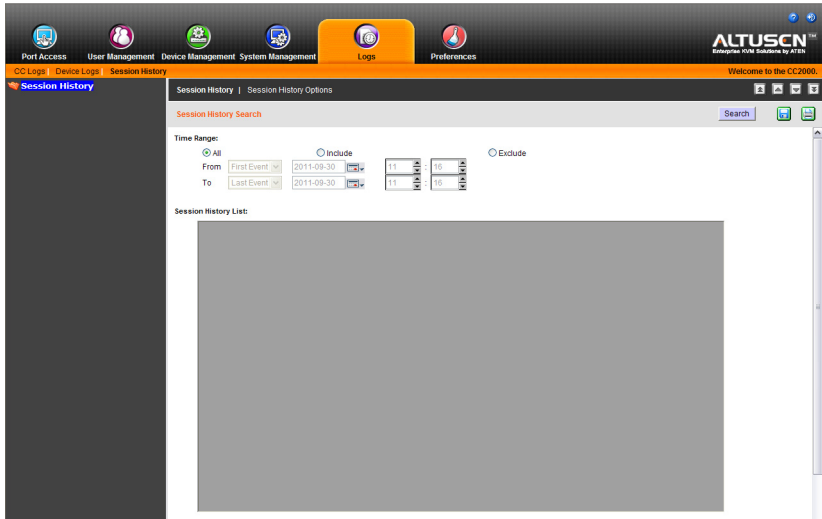 ALTUSEN™
Enterprise KVM Solutions by ATEN
Port Access User Management Device Management System Management Logs Preferences
CC Logs | Device Logs | Session History Welcome to the CC2000.
Session History
Session History | Session History Options
Session History Search Search
Time Range:
All Include Exclude
From First Event 2011-09-30 11 : 16
To Last Event 2011-09-30 11 : 16
Session History List: